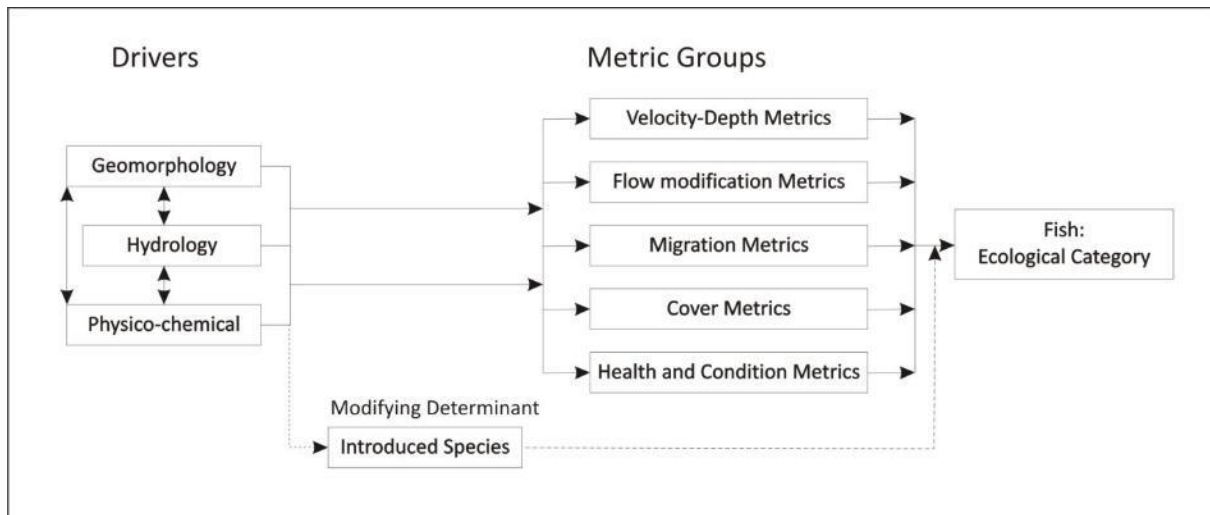 Drivers
Metric Groups
Velocity-Depth Metrics
Geomorphology
Flow modification Metrics
Hydrology
Migration Metrics
Fish:
Ecological Category
Physico-chemical
Cover Metrics
Health and Condition Metrics
Modifying Determinant
Introduced Species